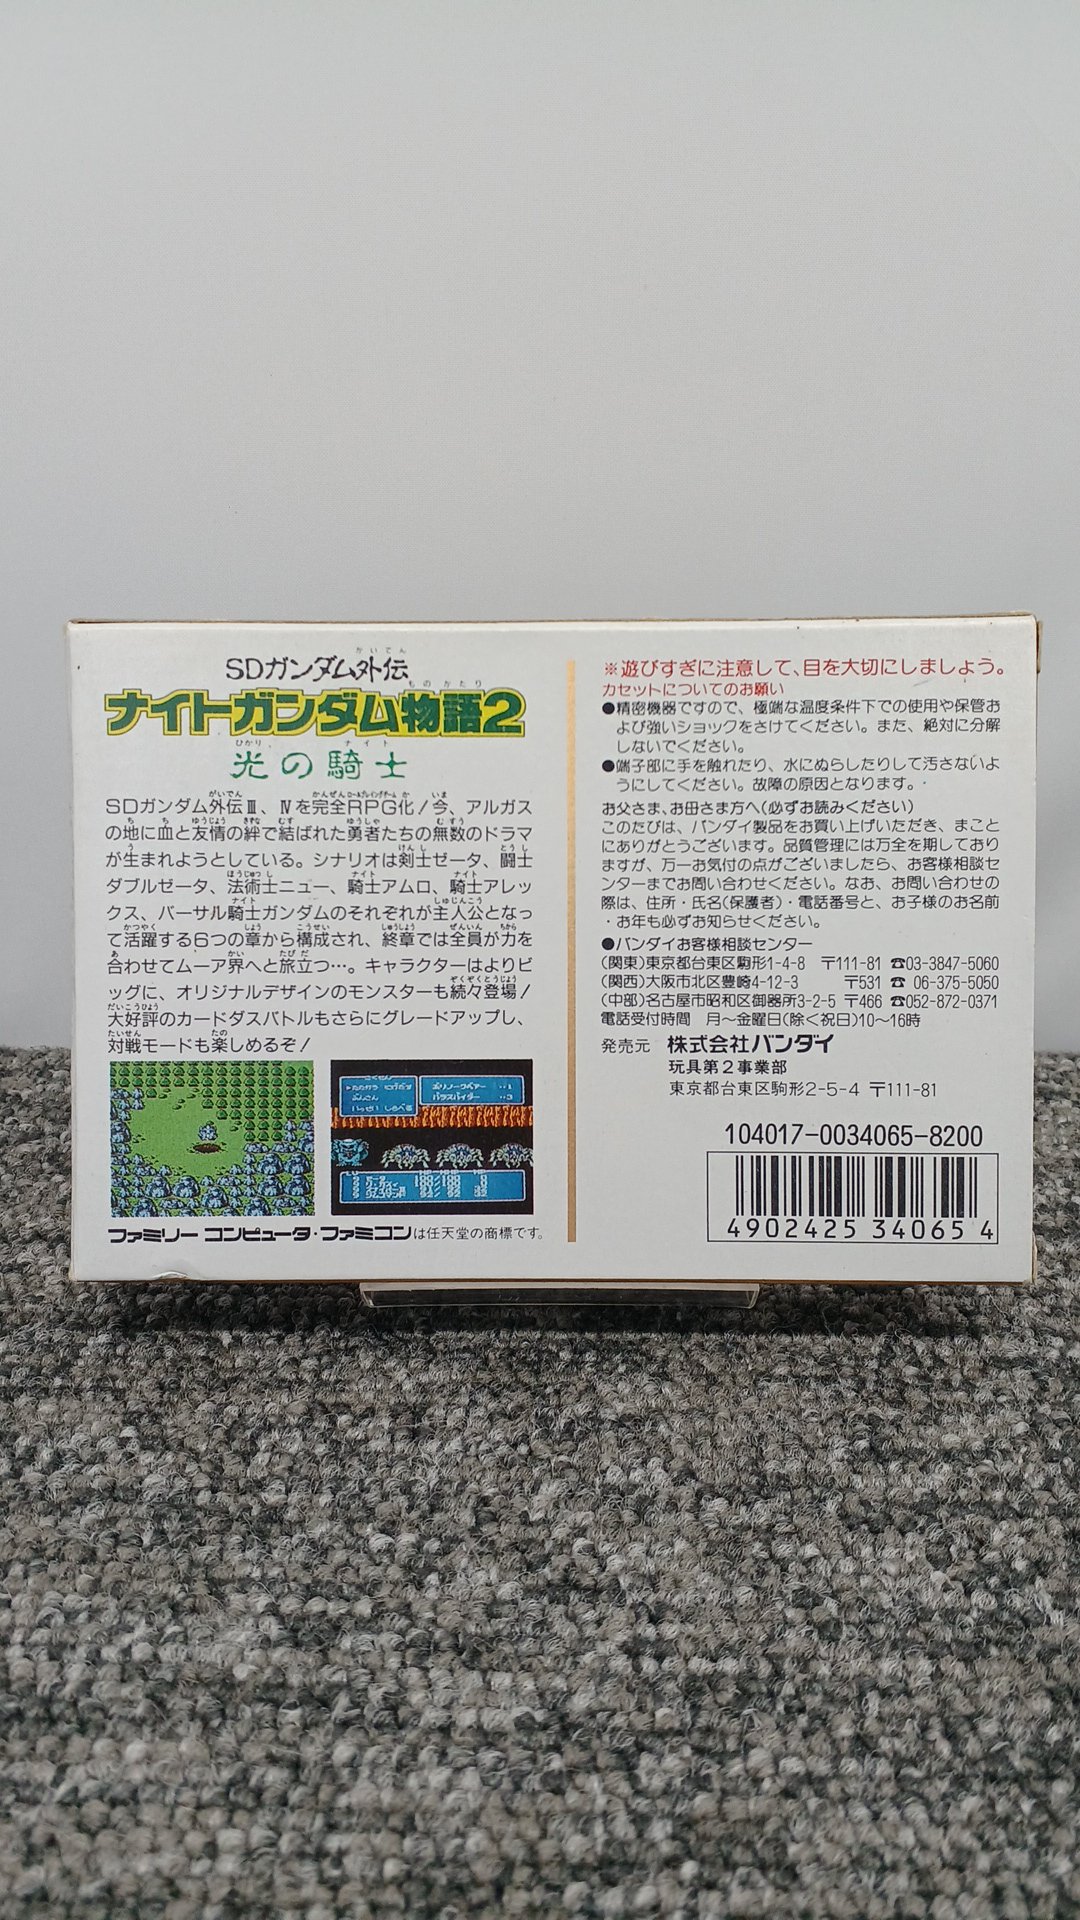 SDガンダム外伝
ナイトガンダム物語2
光の騎士
SDガンダム外伝Ⅲ、Ⅳを完全RPG化!今、アルガス
の地に血と友情の絆で結ばれた勇者たちの無数のドラマ
が生まれようとしている。シナリオは剣士ゼータ、闘士
ダブルゼータ、法術士ニュー、騎士アムロ、騎士アレッ
クス、バーサル騎士ガンダムのそれぞれが主人公となっ
て活躍する6つの章から構成され、終章では全員が力を
合わせてムーア界へと旅立つ…。キャラクターはよりビ
ッグに、オリジナルデザインのモンスターも続々登場!
大好評のカードダスバトルもさらにグレードアップし、
対戦モードも楽しめるぞ!
ファミリー コンピュータ・ファミコンは任天堂の商標です。
※遊びすぎに注意して、目を大切にしましょう。
カセットについてのお願い
●精密機器ですので、極端な温度条件下での使用や保管お
よび強いショックをさけてください。また、絶対に分解
しないでください。
●端子部に手を触れたり、水にぬらしたりして汚さないよ
うにしてください。故障の原因となります。
お父さま、お母さま方へ(必ずお読みください)
このたびは、バンダイ製品をお買い上げいただき、まこと
にありがとうございます。品質管理には万全を期しており
ますが、万一お気付の点がございましたら、お客様相談セ
ンターまでお問い合わせください。なお、お問い合わせの
際は、住所・氏名(保護者)・電話番号と、お子様のお名前
・お年も必ずお知らせください。
●バンダイお客様相談センター
(関東)東京都台東区駒形1-4-8 〒111-81 ☎03-3847-5060
(関西)大阪市北区豊崎4-12-3 〒531 ☎ 06-375-5050
(中部)名古屋市昭和区御器所3-2-5 〒466 ☎052-872-0371
電話受付時間 月〜金曜日(除く祝日)10〜16時
発売元 株式会社バンダイ
玩具第2事業部
東京都台東区駒形2-5-4 〒111-81
104017-0034065-8200
4902425 34065 4